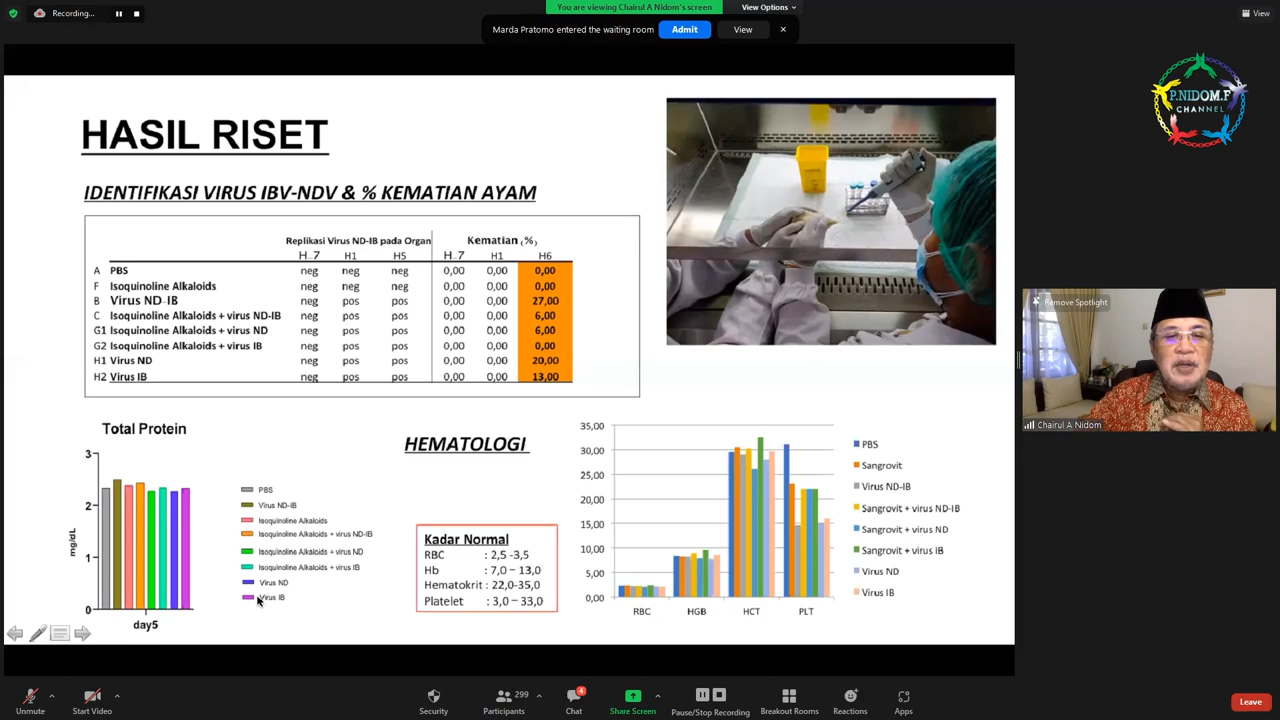 Recording...
You are viewing Chairul A Nidom's screen
View Options
View
Marda Pratomo entered the waiting room
Admit
View
P.NIDOM.F
CHANNEL
HASIL RISET
IDENTIFIKASI VIRUS IBV-NDV & % KEMATIAN AYAM
Replikasi Virus ND-IB pada Organ Kematian (%)
H-7 H1 H5 H-7 H1 H6
A PBS neg neg neg 0,00 0,00 0,00
F Isoquinoline Alkaloids neg neg neg 0,00 0,00 0,00
B Virus ND-IB neg pos pos 0,00 0,00 27,00
C Isoquinoline Alkaloids + virus ND-IB neg pos pos 0,00 0,00 6,00
G1 Isoquinoline Alkaloids + virus ND neg pos pos 0,00 0,00 6,00
G2 Isoquinoline Alkaloids + virus IB neg pos pos 0,00 0,00 0,00
H1 Virus ND neg pos pos 0,00 0,00 20,00
H2 Virus IB neg pos pos 0,00 0,00 13,00
Remove Spotlight
Chairul A Nidom
Total Protein
3
2
1
0
mg/dL
day5
PBS
Virus ND-IB
Isoquinoline Alkaloids
Isoquinoline Alkaloids + virus ND-IB
Isoquinoline Alkaloids + virus ND
Isoquinoline Alkaloids + virus IB
Virus ND
Virus IB
HEMATOLOGI
Kadar Normal
RBC : 2,5 -3,5
Hb : 7,0 – 13,0
Hematokrit : 22,0-35,0
Platelet : 3,0 – 33,0
35,00
30,00
25,00
20,00
15,00
10,00
5,00
0,00
RBC HGB HCT PLT
PBS
Sangrovit
Virus ND-IB
Sangrovit + virus ND-IB
Sangrovit + virus ND
Sangrovit + virus IB
Virus ND
Virus IB
Unmute
Start Video
Security
Participants 299
Chat 4
Share Screen
Pause/Stop Recording
Breakout Rooms
Reactions
Apps
Leave